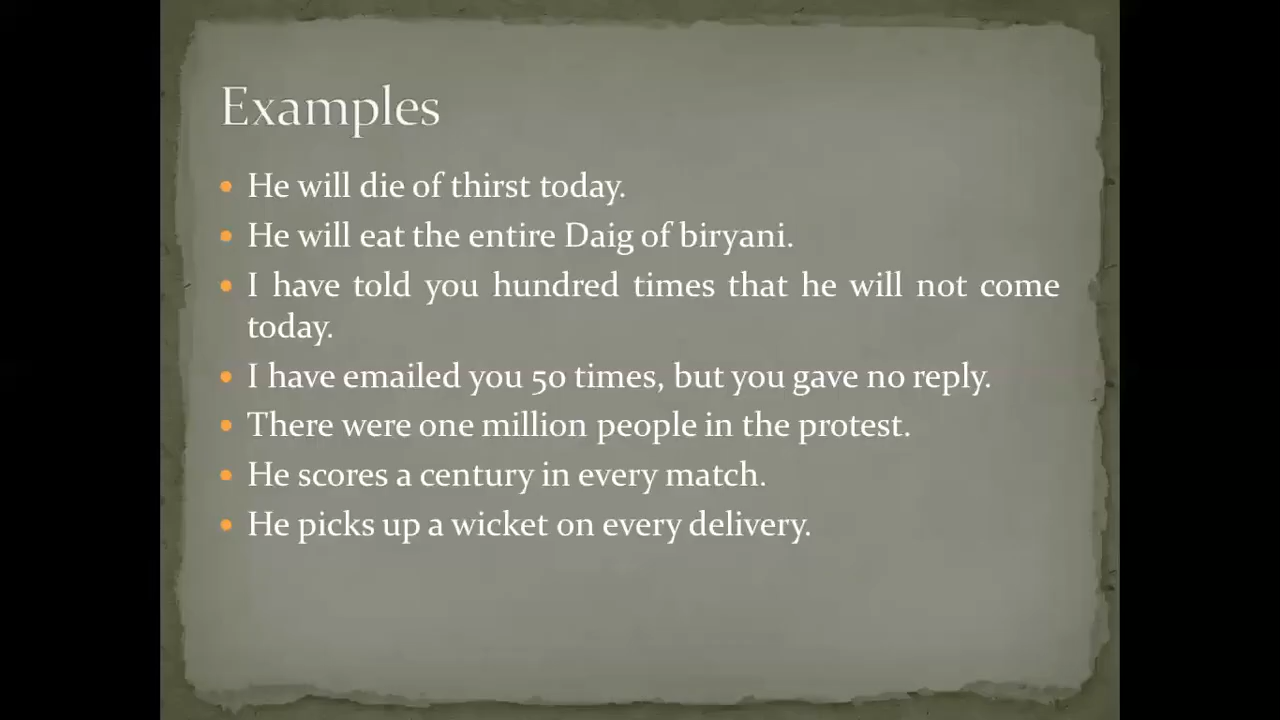 Examples
• He will die of thirst today.
• He will eat the entire Daig of biryani.
• I have told you hundred times that he will not come
today.
• I have emailed you 50 times, but you gave no reply.
• There were one million people in the protest.
• He scores a century in every match.
• He picks up a wicket on every delivery.